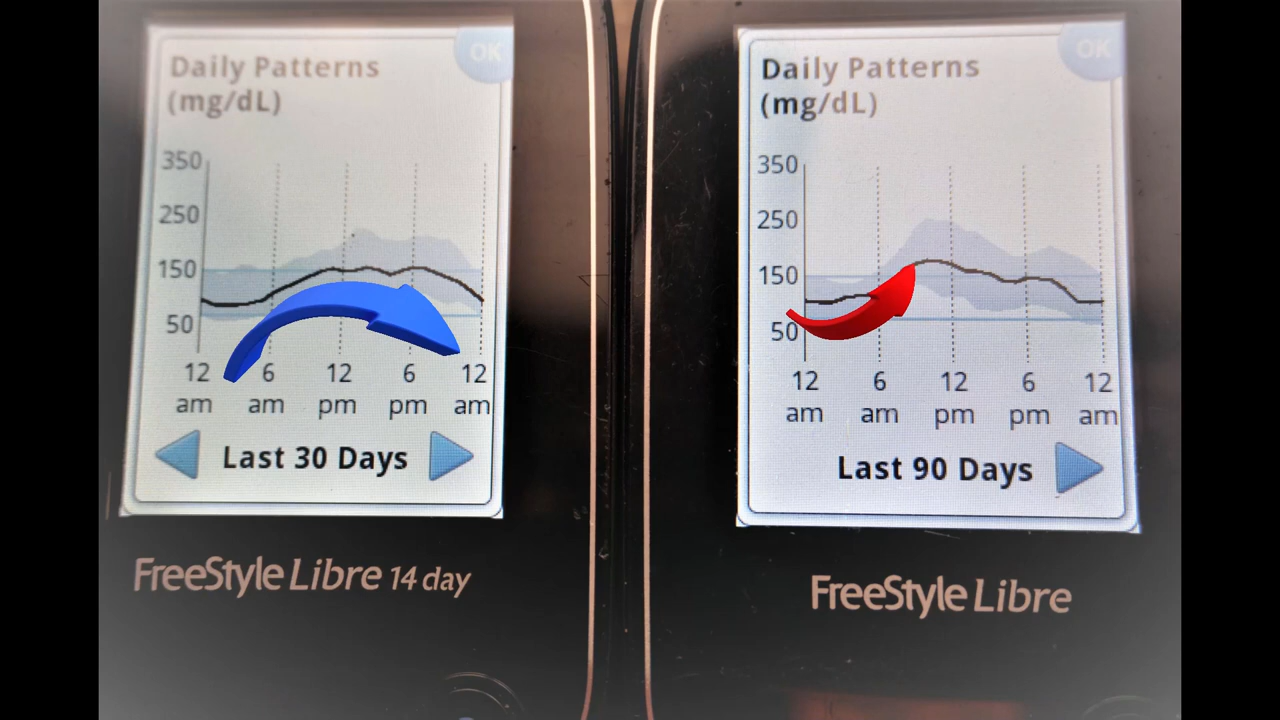 OK
Daily Patterns
(mg/dL)
350
250
150
50
12 6 12 6 12
am am pm pm am
Last 30 Days
FreeStyle Libre 14 day
OK
Daily Patterns
(mg/dL)
350
250
150
50
12 6 12 6 12
am am pm pm am
Last 90 Days
FreeStyle Libre